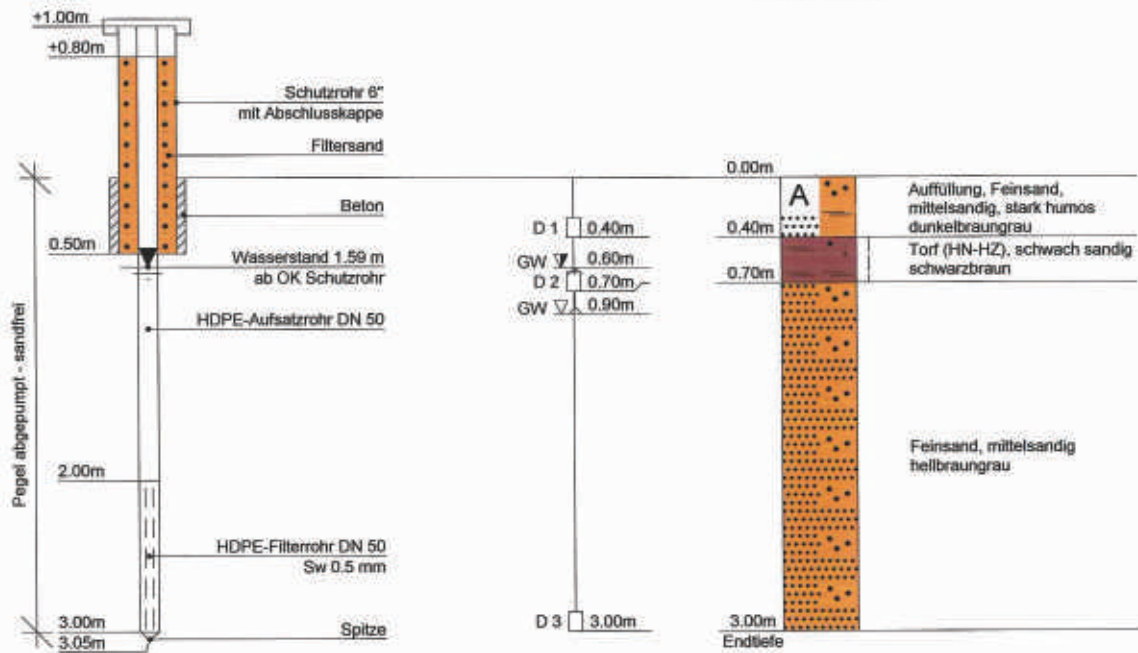 +1.00m
+0.80m
Schutzrohr 6"
mit Abschlusskappe
Filtersand
Beton
0.50m
Wasserstand 1.59 m
ab OK Schutzrohr
HDPE-Aufsatzrohr DN 50
Pegel abgepumpt - sandfrei
2.00m
HDPE-Filterrohr DN 50
Sw 0.5 mm
3.00m
Spitze
3.05m
D 1 0.40m
GW 0.60m
D 2 0.70m
GW 0.90m
D 3 3.00m
0.00m
A
Auffüllung, Feinsand,
mittelsandig, stark humos
dunkelbraungrau
0.40m
Torf (HN-HZ), schwach sandig
schwarzbraun
0.70m
Feinsand, mittelsandig
hellbraungrau
3.00m
Endtiefe